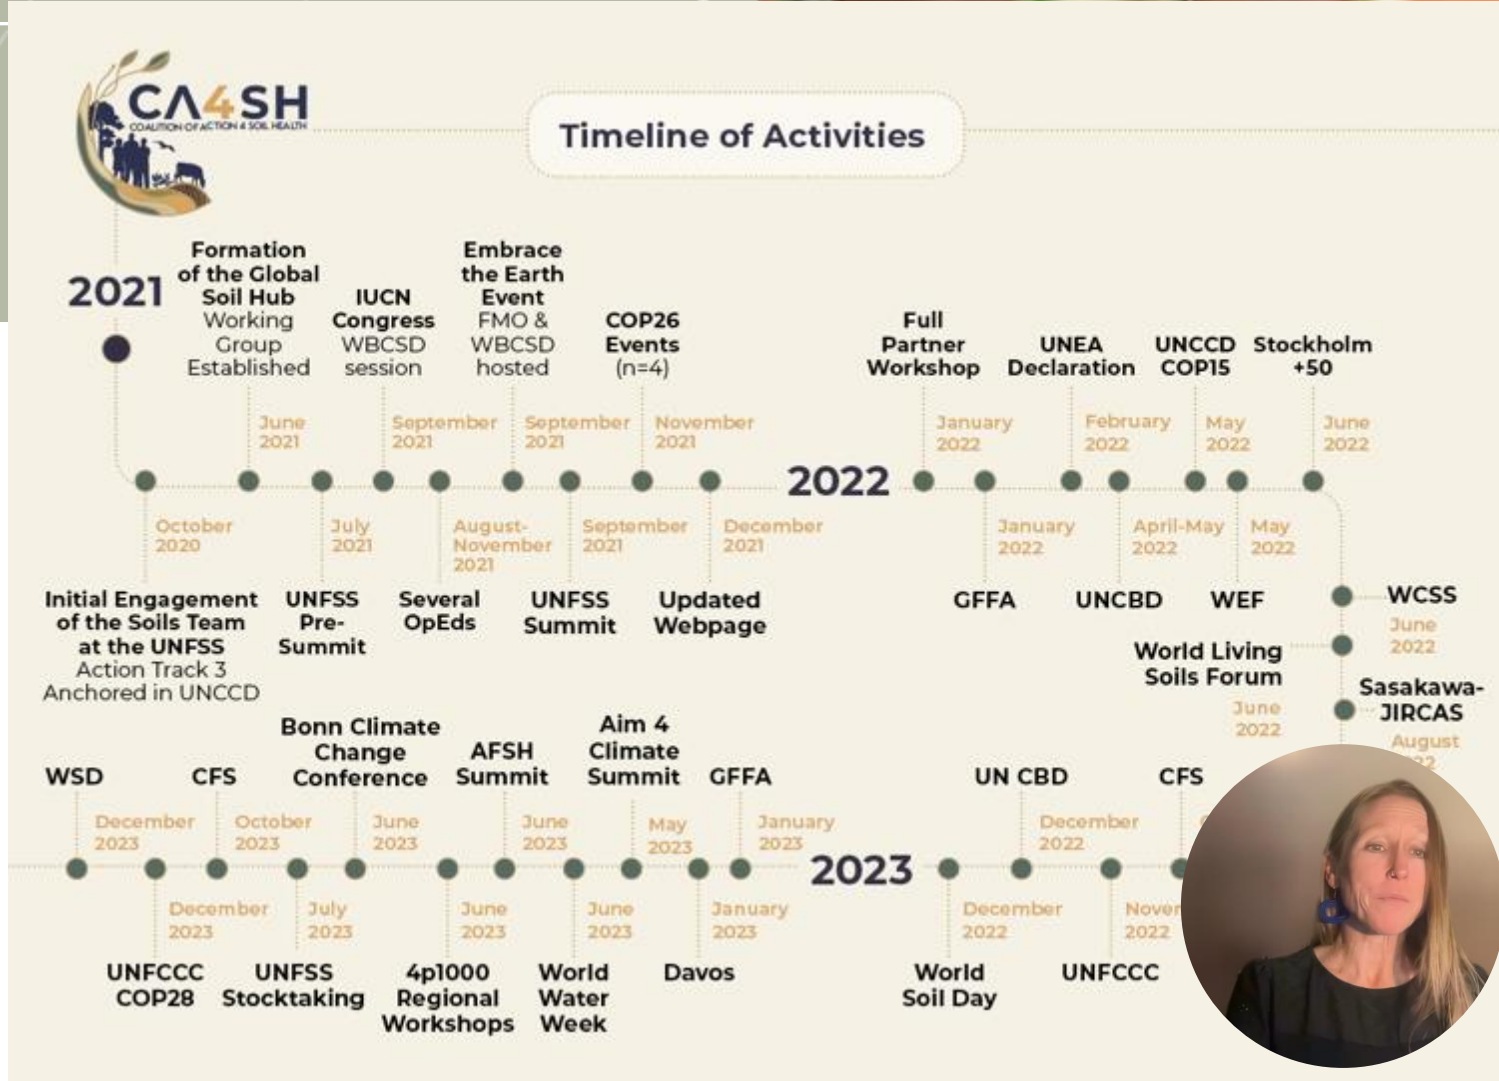 CA4SH
COALITION OF ACTION 4 SOIL HEALTH
Timeline of Activities
2021
Formation
of the Global
Soil Hub
Working
Group
Established
June
2021
IUCN
Congress
WBCSD
session
September
2021
Embrace
the Earth
Event
FMO &
WBCSD
hosted
September
2021
COP26
Events
(n=4)
November
2021
October
2020
Initial Engagement
of the Soils Team
at the UNFSS
Action Track 3
Anchored in UNCCD
July
2021
UNFSS
Pre-
Summit
August-
November
2021
Several
OpEds
September
2021
UNFSS
Summit
December
2021
Updated
Webpage
2022
Full
Partner
Workshop
January
2022
UNEA
Declaration
February
2022
UNCCD
COP15
May
2022
Stockholm
+50
June
2022
January
2022
GFFA
April-May
2022
UNCBD
May
2022
WEF
WCSS
June
2022
World Living
Soils Forum
June
2022
Sasakawa-
JIRCAS
August
CFS
UN CBD
December
2022
Nover
2022
UNFCCC
December
2022
World
Soil Day
2023
GFFA
January
2023
January
2023
Davos
Aim 4
Climate
Summit
May
2023
June
2023
World
Water
Week
AFSH
Summit
June
2023
June
2023
4p1000
Regional
Workshops
Bonn Climate
Change
Conference
June
2023
July
2023
UNFSS
Stocktaking
CFS
October
2023
December
2023
UNFCCC
COP28
WSD
December
2023